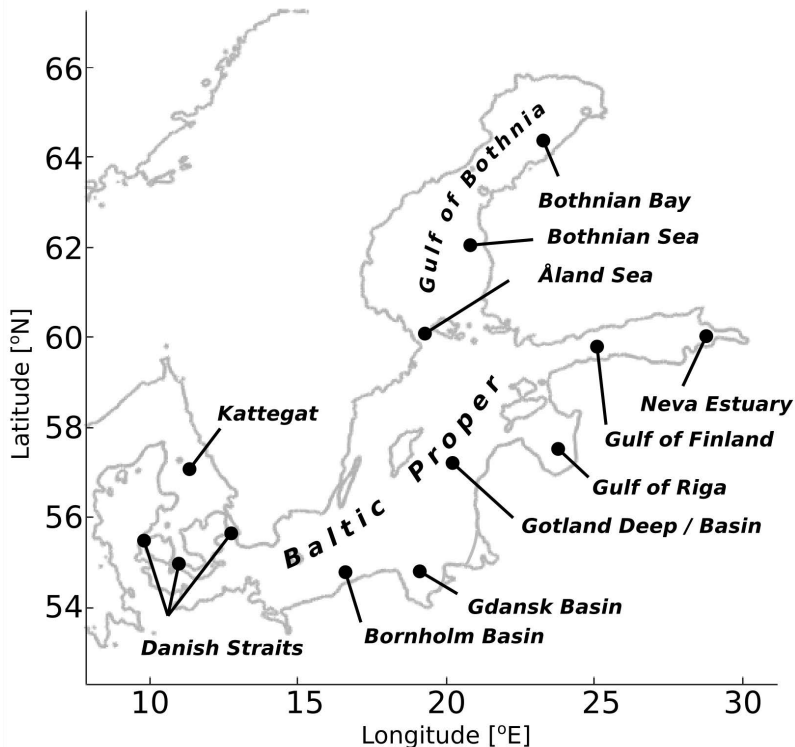 66
64
62
60
58
56
54
Latitude [°N]
Gulf of Bothnia
Bothnian Bay
Bothnian Sea
Åland Sea
Neva Estuary
Kattegat
Gulf of Finland
Baltic Proper
Gulf of Riga
Gotland Deep / Basin
Gdansk Basin
Bornholm Basin
Danish Straits
10 15 20 25 30
Longitude [°E]